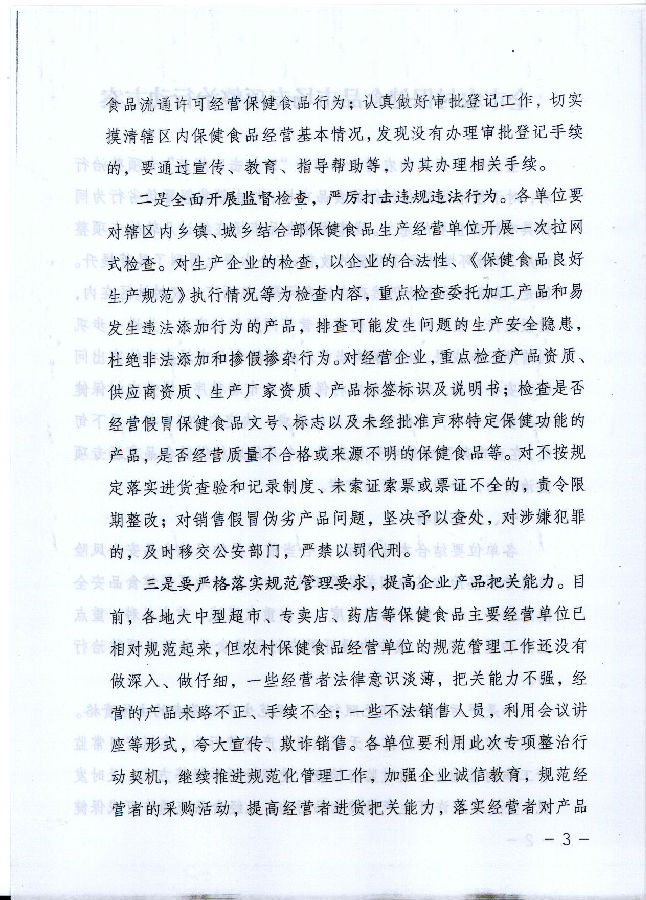 食品流通许可经营保健食品行为；认真做好审批登记工作，切实
摸清辖区内保健食品经营基本情况，发现没有办理审批登记手续
的，要通过宣传、教育、指导帮助等，为其办理相关手续。
二是全面开展监督检查，严厉打击违规违法行为。各单位要
对辖区内乡镇、城乡结合部保健食品生产经营单位开展一次拉网
式检查。对生产企业的检查，以企业的合法性、《保健食品良好
生产规范》执行情况等为检查内容，重点检查委托加工产品和易
发生违法添加行为的产品，排查可能发生问题的生产安全隐患，
杜绝非法添加和掺假掺杂行为。对经营企业，重点检查产品资质、
供应商资质、生产厂家资质、产品标签标识及说明书；检查是否
经营假冒保健食品文号、标志以及未经批准声称特定保健功能的
产品，是否经营质量不合格或来源不明的保健食品等。对不按规
定落实进货查验和记录制度、未索证索票或票证不全的，责令限
期整改；对销售假冒伪劣产品问题，坚决予以查处，对涉嫌犯罪
的，及时移交公安部门，严禁以罚代刑。
三是要严格落实规范管理要求，提高企业产品把关能力。目
前，各地大中型超市、专卖店、药店等保健食品主要经营单位已
相对规范起来，但农村保健食品经营单位的规范管理工作还没有
做深入、做仔细，一些经营者法律意识淡薄，把关能力不强，经
营的产品来路不正、手续不全；一些不法销售人员，利用会议讲
座等形式，夸大宣传、欺诈销售。各单位要利用此次专项整治行
动契机，继续推进规范化管理工作，加强企业诚信教育，规范经
营者的采购活动，提高经营者进货把关能力，落实经营者对产品
－3－